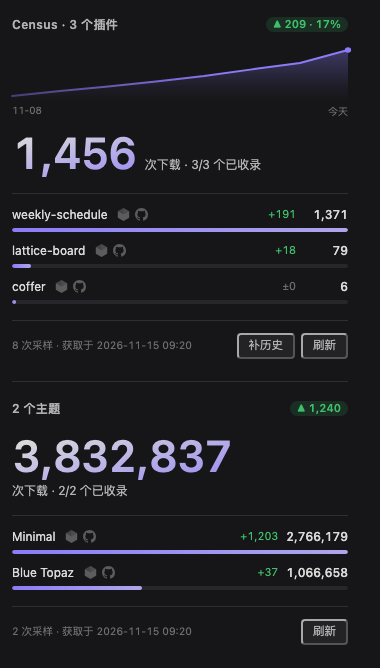 Census · 3 个插件 ▲ 209 · 17%
11-08 今天
1,456 次下载 · 3/3 个已收录
weekly-schedule +191 1,371
lattice-board +18 79
coffer ±0 6
8 次采样 · 获取于 2026-11-15 09:20 补历史 刷新
2 个主题 ▲ 1,240
3,832,837
次下载 · 2/2 个已收录
Minimal +1,203 2,766,179
Blue Topaz +37 1,066,658
2 次采样 · 获取于 2026-11-15 09:20 刷新